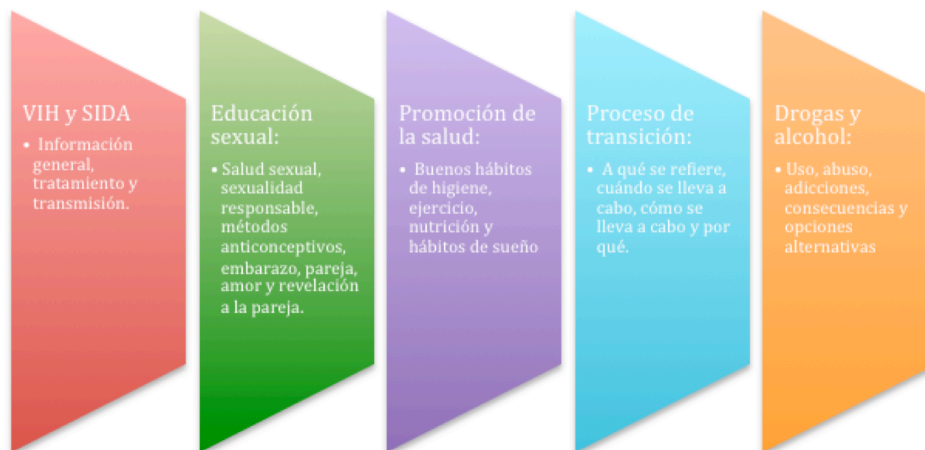 VIH y SIDA
• Información
general,
tratamiento y
transmisión.
Educación
sexual:
• Salud sexual,
sexualidad
responsable,
métodos
anticonceptivos,
embarazo, pareja,
amor y revelación
a la pareja.
Promoción de
la salud:
• Buenos hábitos
de higiene,
ejercicio,
nutrición y
hábitos de sueño
Proceso de
transición:
• A qué se refiere,
cuándo se lleva a
cabo, cómo se
lleva a cabo y por
qué.
Drogas y
alcohol:
• Uso, abuso,
adicciones,
consecuencias y
opciones
alternativas